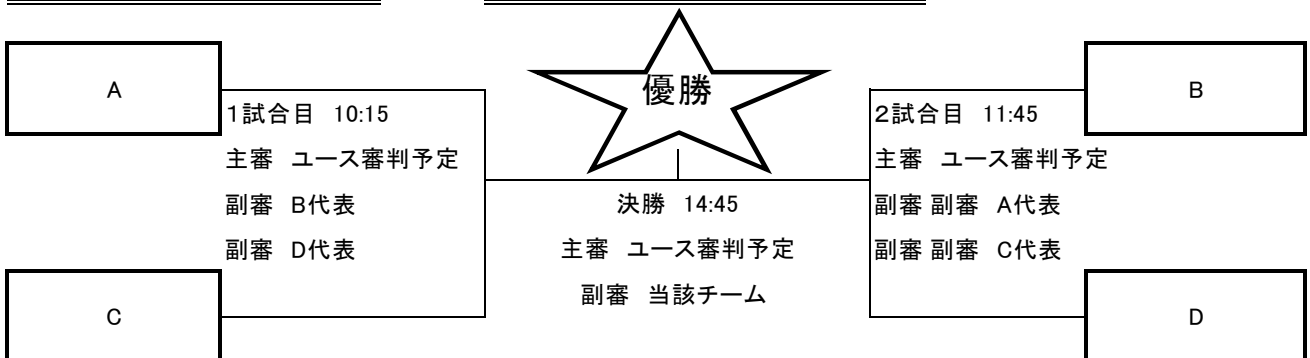 優勝
A
1試合目 10:15
主審 ユース審判予定
副審 B代表
副審 D代表
C
決勝 14:45
主審 ユース審判予定
副審 当該チーム
B
2試合目 11:45
主審 ユース審判予定
副審 副審 A代表
副審 副審 C代表
D